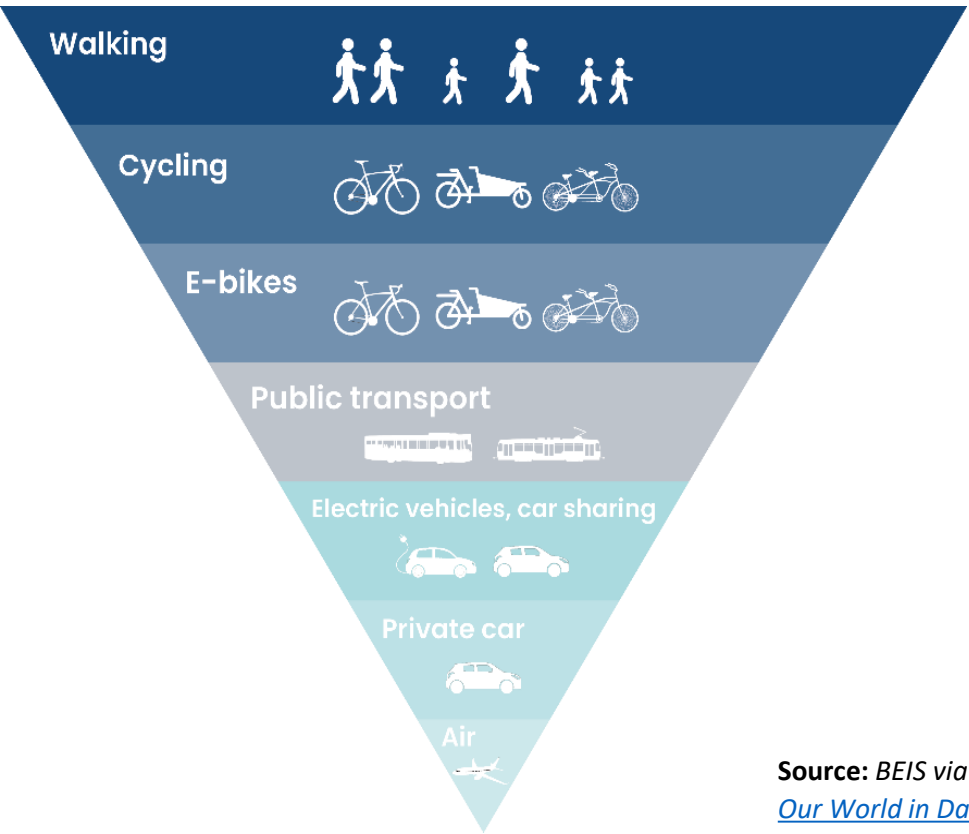 Walking
Cycling
E-bikes
Public transport
Electric vehicles, car sharing
Private car
Air
Source: BEIS via
Our World in Da